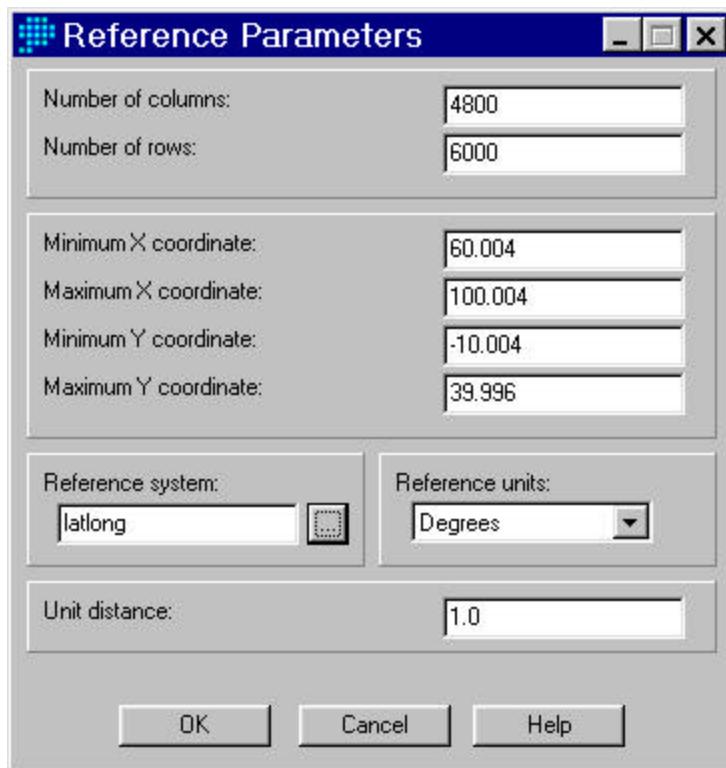 Reference Parameters
Number of columns: 4800
Number of rows: 6000
Minimum X coordinate: 60.004
Maximum X coordinate: 100.004
Minimum Y coordinate: -10.004
Maximum Y coordinate: 39.996
Reference system: Reference units:
latlong ... Degrees
Unit distance: 1.0
OK Cancel Help